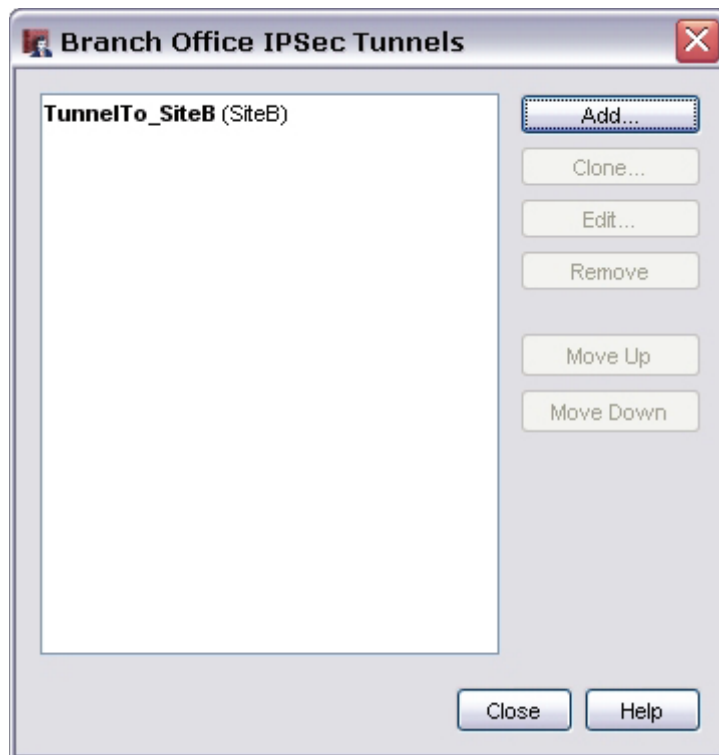 Branch Office IPSec Tunnels
TunnelTo_SiteB (SiteB)
Add...
Clone...
Edit...
Remove
Move Up
Move Down
Close
Help